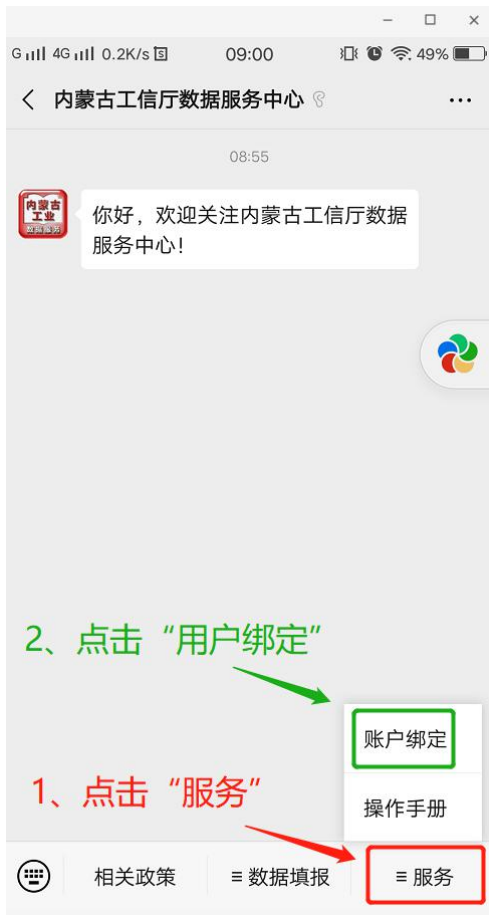 G 4G 0.2K/s S 09:00 49%
内蒙古工信厅数据服务中心
08:55
内蒙古
工业
数据服务
你好，欢迎关注内蒙古工信厅数据
服务中心！
2、点击“用户绑定”
账户绑定
1、点击“服务”
操作手册
相关政策 数据填报 服务